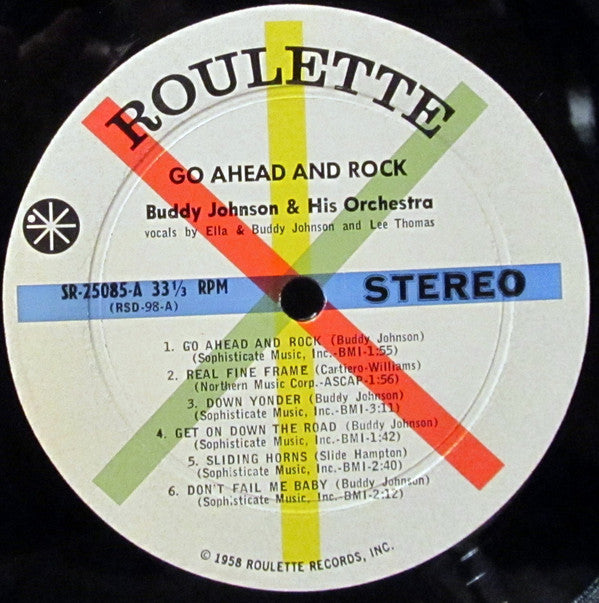 ROULETTE
GO AHEAD AND ROCK
Buddy Johnson & His Orchestra
vocals by Ella & Buddy Johnson and Lee Thomas
SR-25085-A 33⅓ RPM
(RSD-98-A)
STEREO
1. GO AHEAD AND ROCK (Buddy Johnson)
(Sophisticate Music, Inc.-BMI-1:55)
2. REAL FINE FRAME (Cartiero-Williams)
(Northern Music Corp.-ASCAP-1:56)
3. DOWN YONDER (Buddy Johnson)
(Sophisticate Music, Inc.-BMI-3:11)
4. GET ON DOWN THE ROAD (Buddy Johnson)
(Sophisticate Music, Inc.-BMI-1:42)
5. SLIDING HORNS (Slide Hampton)
(Sophisticate Music, Inc.-BMI-2:40)
6. DON'T FAIL ME BABY (Buddy Johnson)
(Sophisticate Music, Inc.-BMI-2:12)
© 1958 ROULETTE RECORDS, INC.